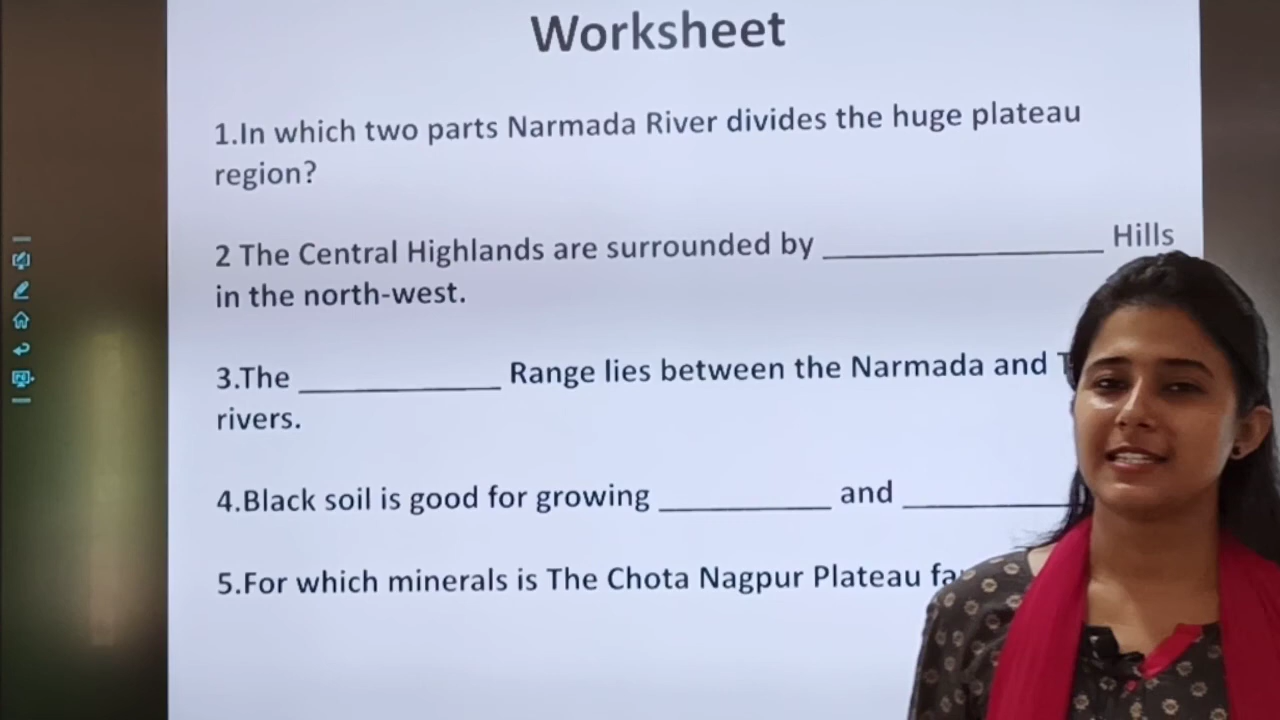 Worksheet
1.In which two parts Narmada River divides the huge plateau
region?
2 The Central Highlands are surrounded by ________________ Hills
in the north-west.
3.The ____________ Range lies between the Narmada and
rivers.
4.Black soil is good for growing __________ and __________
5.For which minerals is The Chota Nagpur Plateau